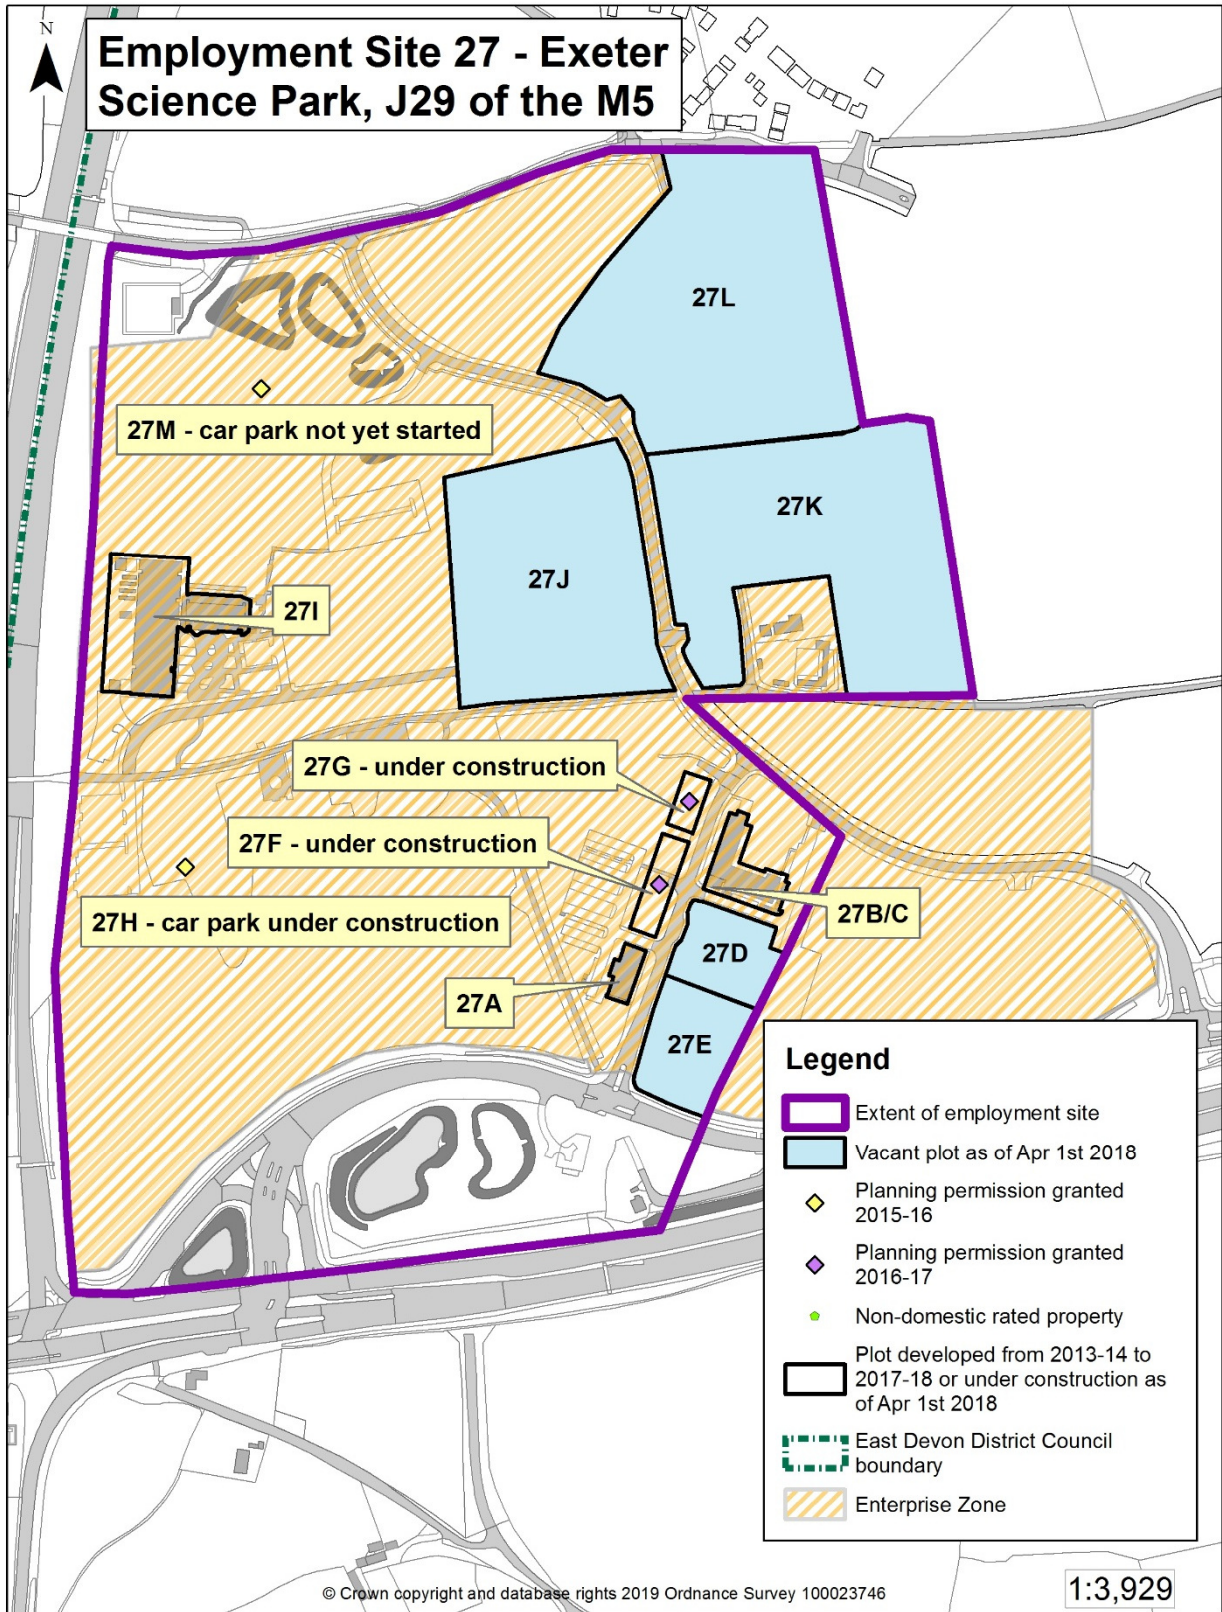 N
Employment Site 27 - Exeter
Science Park, J29 of the M5
27L
27M - car park not yet started
27K
27J
27I
27G - under construction
27F - under construction
27B/C
27H - car park under construction
27D
27A
27E
Legend
Extent of employment site
Vacant plot as of Apr 1st 2018
Planning permission granted
2015-16
Planning permission granted
2016-17
Non-domestic rated property
Plot developed from 2013-14 to
2017-18 or under construction as
of Apr 1st 2018
East Devon District Council
boundary
Enterprise Zone
© Crown copyright and database rights 2019 Ordnance Survey 100023746
1:3,929